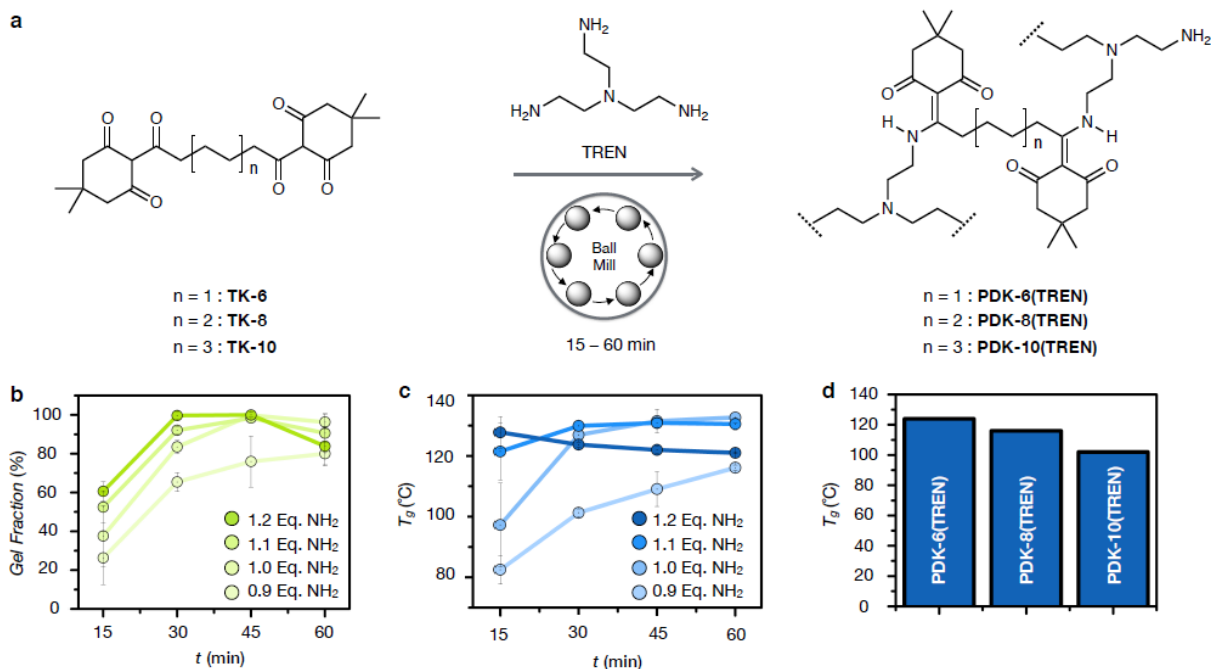 a
NH₂
H₂N
N
NH₂
TREN
Ball
Mill
15 – 60 min
O
O
O
n
O
O
O
n = 1 : TK-6
n = 2 : TK-8
n = 3 : TK-10
N
NH₂
O
O
H
N
n
N
H
O
O
N
n = 1 : PDK-6(TREN)
n = 2 : PDK-8(TREN)
n = 3 : PDK-10(TREN)
b
Gel Fraction (%)
100
80
60
40
20
0
1.2 Eq. NH₂
1.1 Eq. NH₂
1.0 Eq. NH₂
0.9 Eq. NH₂
15
30
45
60
t (min)
c
Tg (°C)
140
120
100
80
1.2 Eq. NH₂
1.1 Eq. NH₂
1.0 Eq. NH₂
0.9 Eq. NH₂
15
30
45
60
t (min)
d
Tg (°C)
140
120
100
80
60
40
20
0
PDK-6(TREN)
PDK-8(TREN)
PDK-10(TREN)